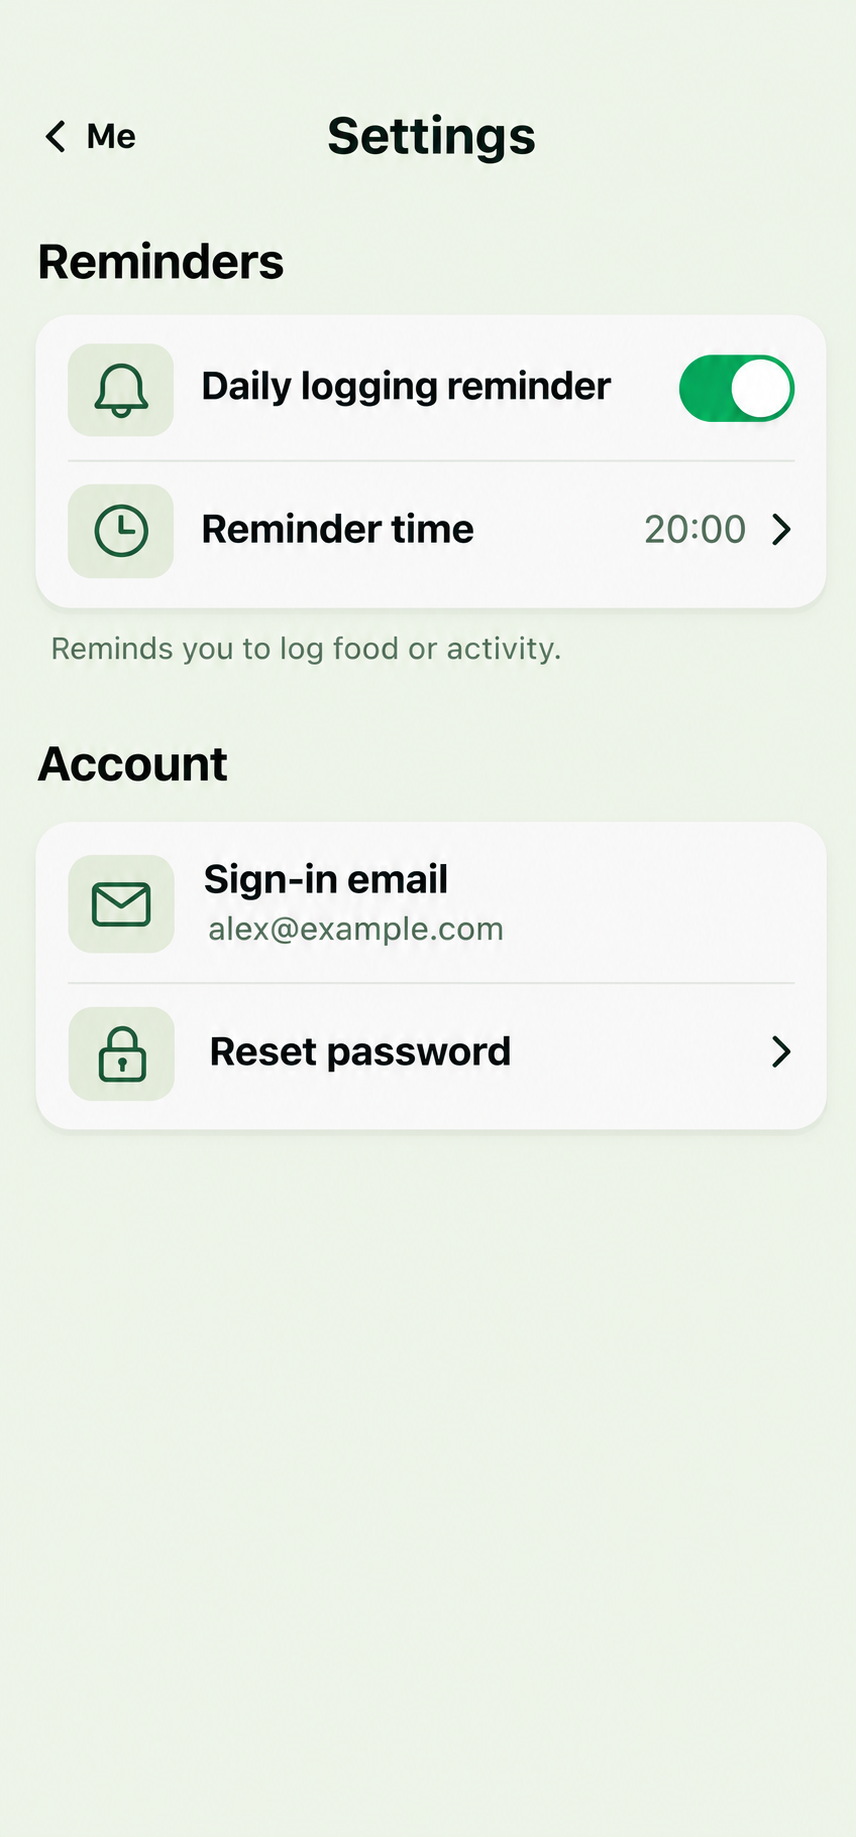 Me
Settings
Reminders
Daily logging reminder
Reminder time
20:00
Reminds you to log food or activity.
Account
Sign-in email
alex@example.com
Reset password